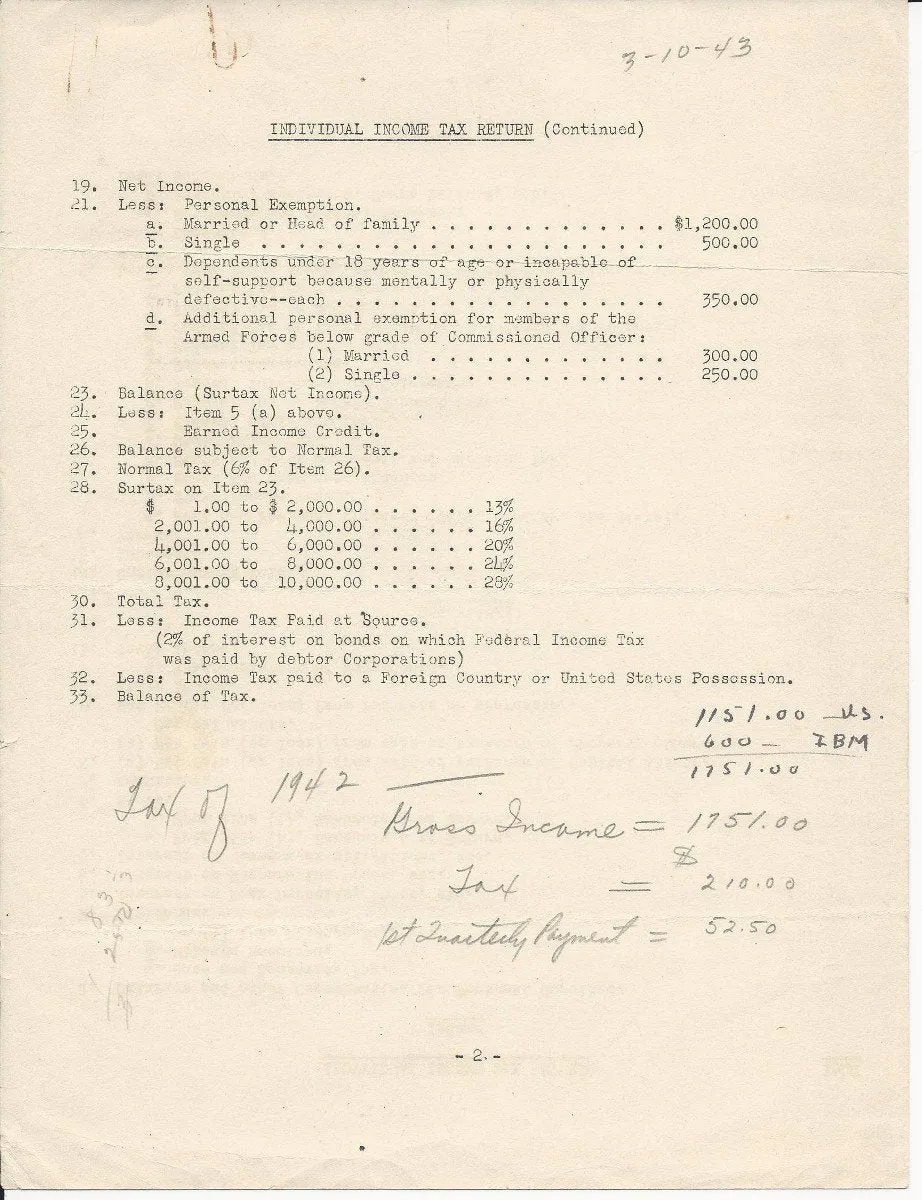 3-10-43
INDIVIDUAL INCOME TAX RETURN (Continued)
19. Net Income.
21. Less: Personal Exemption.
a. Married or Head of family . . . . . . . . . . . . . $1,200.00
b. Single . . . . . . . . . . . . . . . . . . . . . . 500.00
c. Dependents under 18 years of age or incapable of
self-support because mentally or physically
defective--each . . . . . . . . . . . . . . . . . . 350.00
d. Additional personal exemption for members of the
Armed Forces below grade of Commissioned Officer:
(1) Married . . . . . . . . . . . . . 300.00
(2) Single . . . . . . . . . . . . . . 250.00
23. Balance (Surtax Net Income).
24. Less: Item 5 (a) above.
25. Earned Income Credit.
26. Balance subject to Normal Tax.
27. Normal Tax (6% of Item 26).
28. Surtax on Item 23.
$ 1.00 to $ 2,000.00 . . . . . . 13%
2,001.00 to 4,000.00 . . . . . . 16%
4,001.00 to 6,000.00 . . . . . . 20%
6,001.00 to 8,000.00 . . . . . . 24%
8,001.00 to 10,000.00 . . . . . . 28%
30. Total Tax.
31. Less: Income Tax Paid at Source.
(2% of interest on bonds on which Federal Income Tax
was paid by debtor Corporations)
32. Less: Income Tax paid to a Foreign Country or United States Possession.
33. Balance of Tax.
1151.00 — US.
600 — IBM
1751.00
Tax of 1942 —
Gross Income = 1751.00
Tax = $ 210.00
1st Quarterly Payment = 52.50
- 2. -